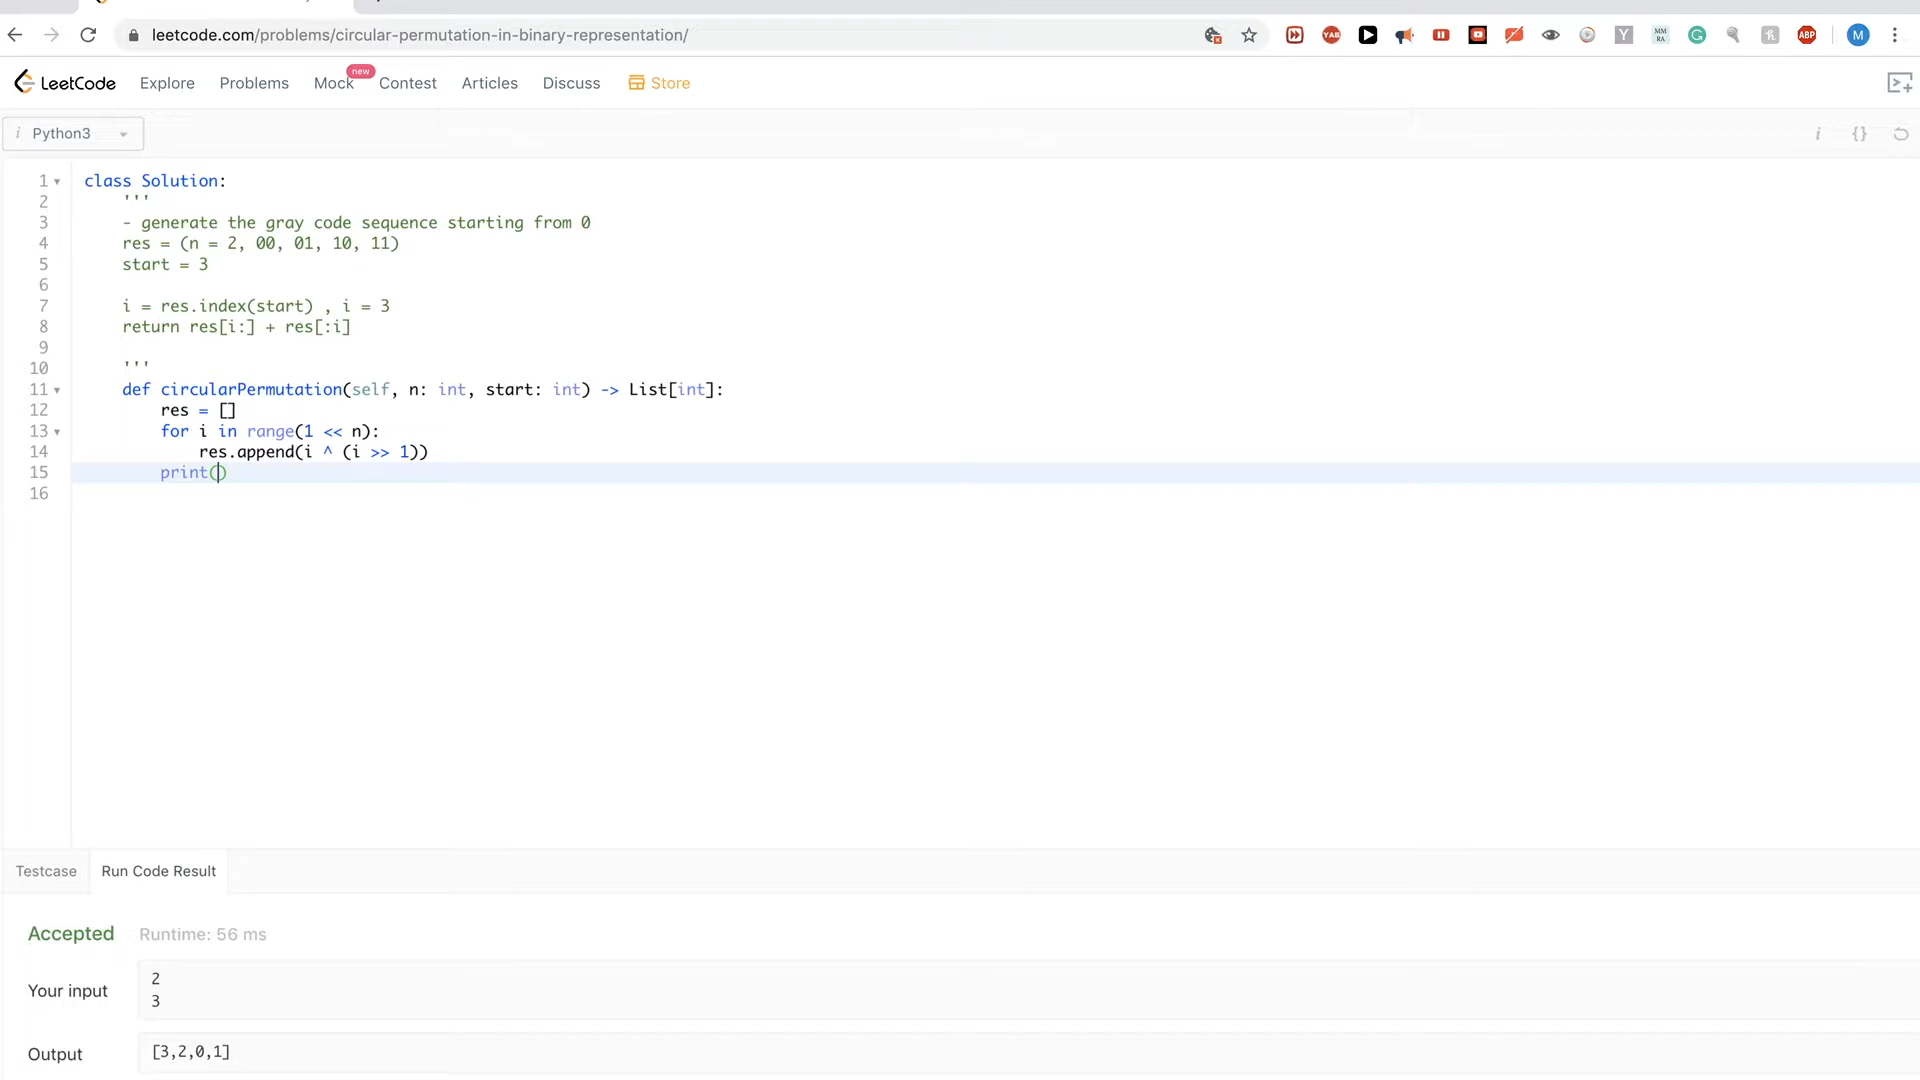 leetcode.com/problems/circular-permutation-in-binary-representation/
YAB
Y
MM
RA
ABP
M
LeetCode Explore Problems Mock new Contest Articles Discuss Store
i Python3
i {}
1 class Solution:
2 '''
3 - generate the gray code sequence starting from 0
4 res = (n = 2, 00, 01, 10, 11)
5 start = 3
6
7 i = res.index(start) , i = 3
8 return res[i:] + res[:i]
9
10 '''
11 def circularPermutation(self, n: int, start: int) -> List[int]:
12 res = []
13 for i in range(1 << n):
14 res.append(i ^ (i >> 1))
15 print()
16
Testcase Run Code Result
Accepted Runtime: 56 ms
Your input
2
3
Output [3,2,0,1]